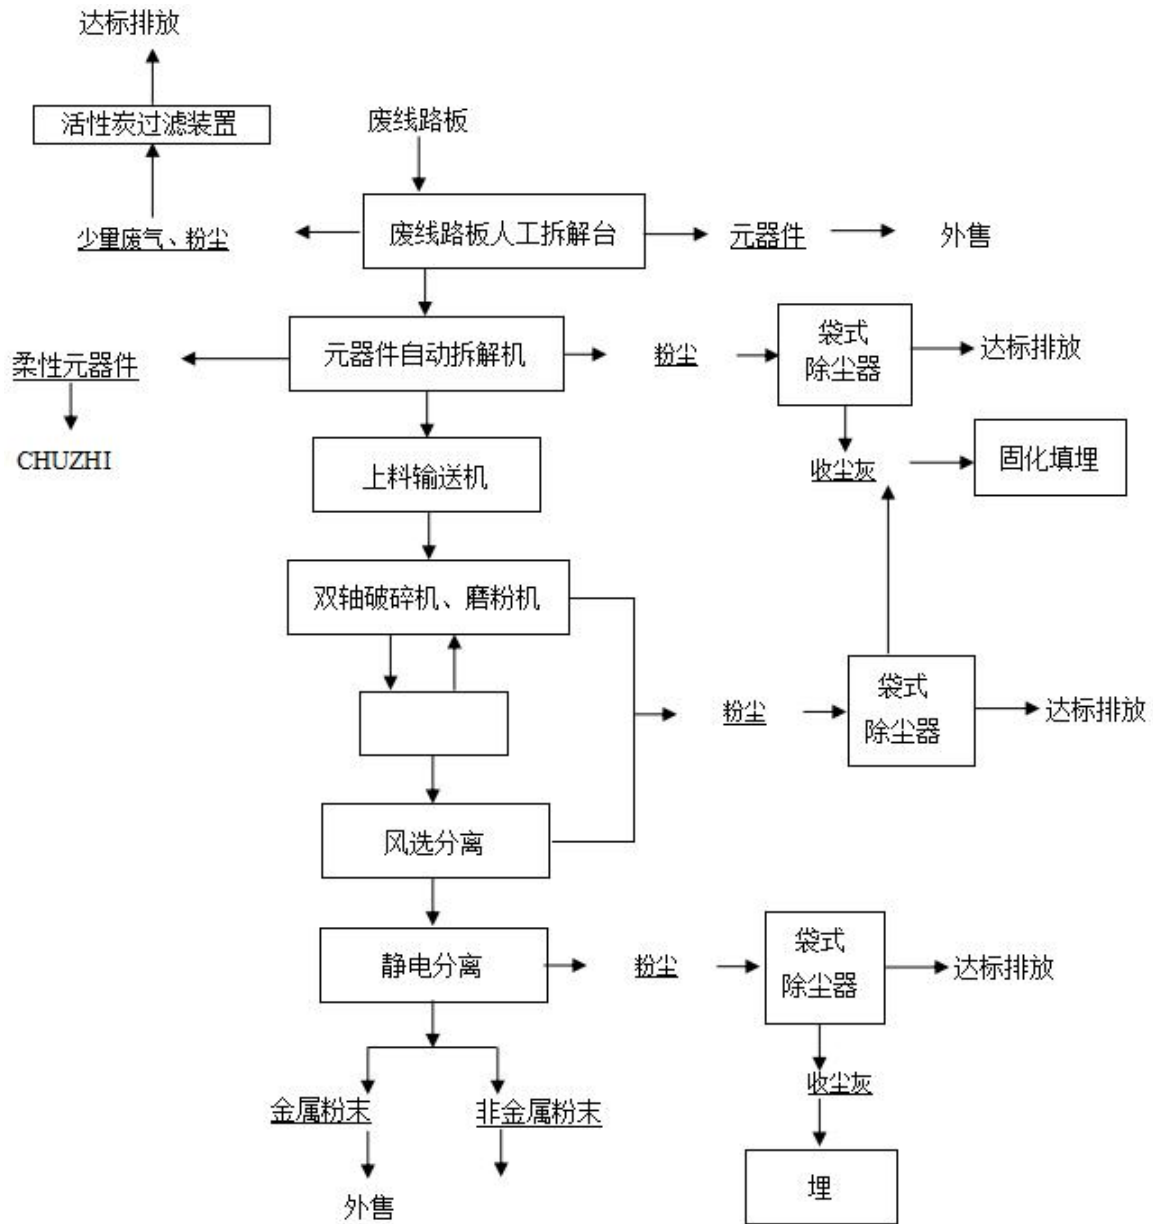 达标排放
活性炭过滤装置
废线路板
少量废气、粉尘
废线路板人工拆解台
元器件
外售
柔性元器件
元器件自动拆解机
粉尘
袋式
除尘器
达标排放
CHUZHI
上料输送机
收尘灰
固化填埋
双轴破碎机、磨粉机
粉尘
袋式
除尘器
达标排放
风选分离
静电分离
粉尘
袋式
除尘器
达标排放
收尘灰
金属粉末
非金属粉末
外售
埋